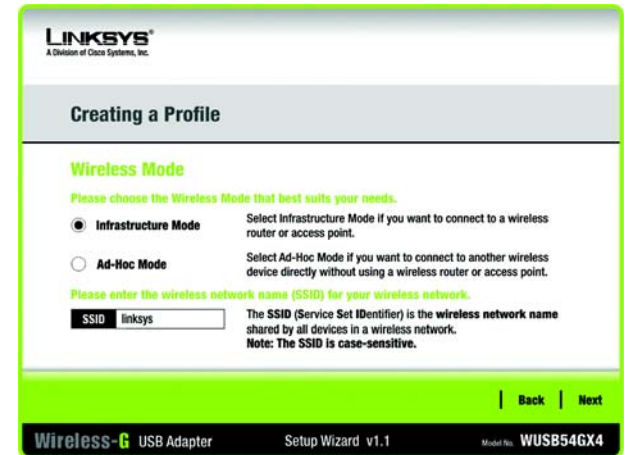 LINKSYS®
A Division of Cisco Systems, Inc.
Creating a Profile
Wireless Mode
Please choose the Wireless Mode that best suits your needs.
Infrastructure Mode
Select Infrastructure Mode if you want to connect to a wireless
router or access point.
Ad-Hoc Mode
Select Ad-Hoc Mode if you want to connect to another wireless
device directly without using a wireless router or access point.
Please enter the wireless network name (SSID) for your wireless network.
SSID linksys
The SSID (Service Set IDentifier) is the wireless network name
shared by all devices in a wireless network.
Note: The SSID is case-sensitive.
Back Next
Wireless-G USB Adapter Setup Wizard v1.1 Model No. WUSB54GX4